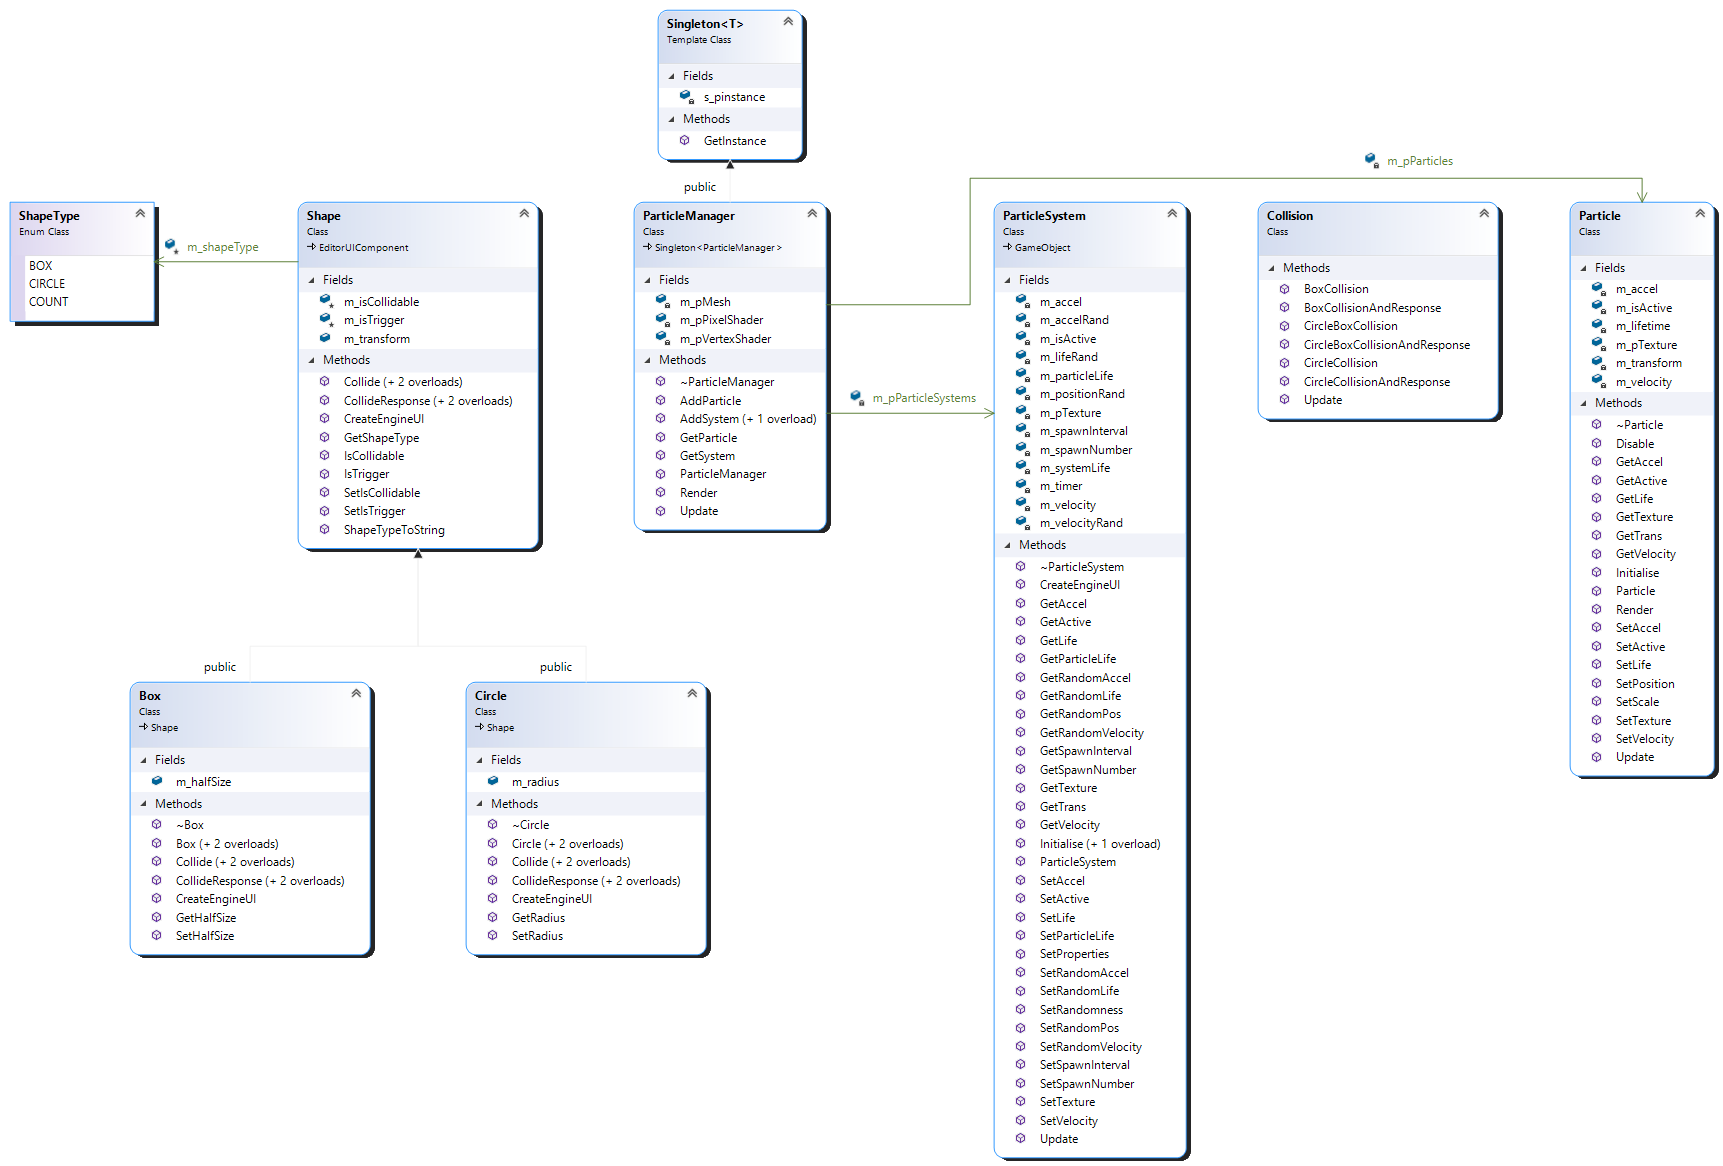 Singleton<T>
Template Class
Fields
s_pinstance
Methods
GetInstance
public
m_pParticles
ShapeType
Enum Class
BOX
CIRCLE
COUNT
m_shapeType
Shape
Class
EditorUIComponent
Fields
m_isCollidable
m_isTrigger
m_transform
Methods
Collide (+ 2 overloads)
CollideResponse (+ 2 overloads)
CreateEngineUI
GetShapeType
IsCollidable
IsTrigger
SetIsCollidable
SetIsTrigger
ShapeTypeToString
ParticleManager
Class
Singleton<ParticleManager>
Fields
m_pMesh
m_pPixelShader
m_pVertexShader
Methods
~ParticleManager
AddParticle
AddSystem (+ 1 overload)
GetParticle
GetSystem
ParticleManager
Render
Update
m_pParticleSystems
ParticleSystem
Class
GameObject
Fields
m_accel
m_accelRand
m_isActive
m_lifeRand
m_particleLife
m_positionRand
m_pTexture
m_spawnInterval
m_spawnNumber
m_systemLife
m_timer
m_velocity
m_velocityRand
Methods
~ParticleSystem
CreateEngineUI
GetAccel
GetActive
GetLife
GetParticleLife
GetRandomAccel
GetRandomLife
GetRandomPos
GetRandomVelocity
GetSpawnInterval
GetSpawnNumber
GetTexture
GetTrans
GetVelocity
Initialise (+ 1 overload)
ParticleSystem
SetAccel
SetActive
SetLife
SetParticleLife
SetProperties
SetRandomAccel
SetRandomLife
SetRandomness
SetRandomPos
SetRandomVelocity
SetSpawnInterval
SetSpawnNumber
SetTexture
SetVelocity
Update
Collision
Class
Methods
BoxCollision
BoxCollisionAndResponse
CircleBoxCollision
CircleBoxCollisionAndResponse
CircleCollision
CircleCollisionAndResponse
Update
Particle
Class
Fields
m_accel
m_isActive
m_lifetime
m_pTexture
m_transform
m_velocity
Methods
~Particle
Disable
GetAccel
GetActive
GetLife
GetTexture
GetTrans
GetVelocity
Initialise
Particle
Render
SetAccel
SetActive
SetLife
SetPosition
SetScale
SetTexture
SetVelocity
Update
public
public
Box
Class
Shape
Fields
m_halfSize
Methods
~Box
Box (+ 2 overloads)
Collide (+ 2 overloads)
CollideResponse (+ 2 overloads)
CreateEngineUI
GetHalfSize
SetHalfSize
Circle
Class
Shape
Fields
m_radius
Methods
~Circle
Circle (+ 2 overloads)
Collide (+ 2 overloads)
CollideResponse (+ 2 overloads)
CreateEngineUI
GetRadius
SetRadius